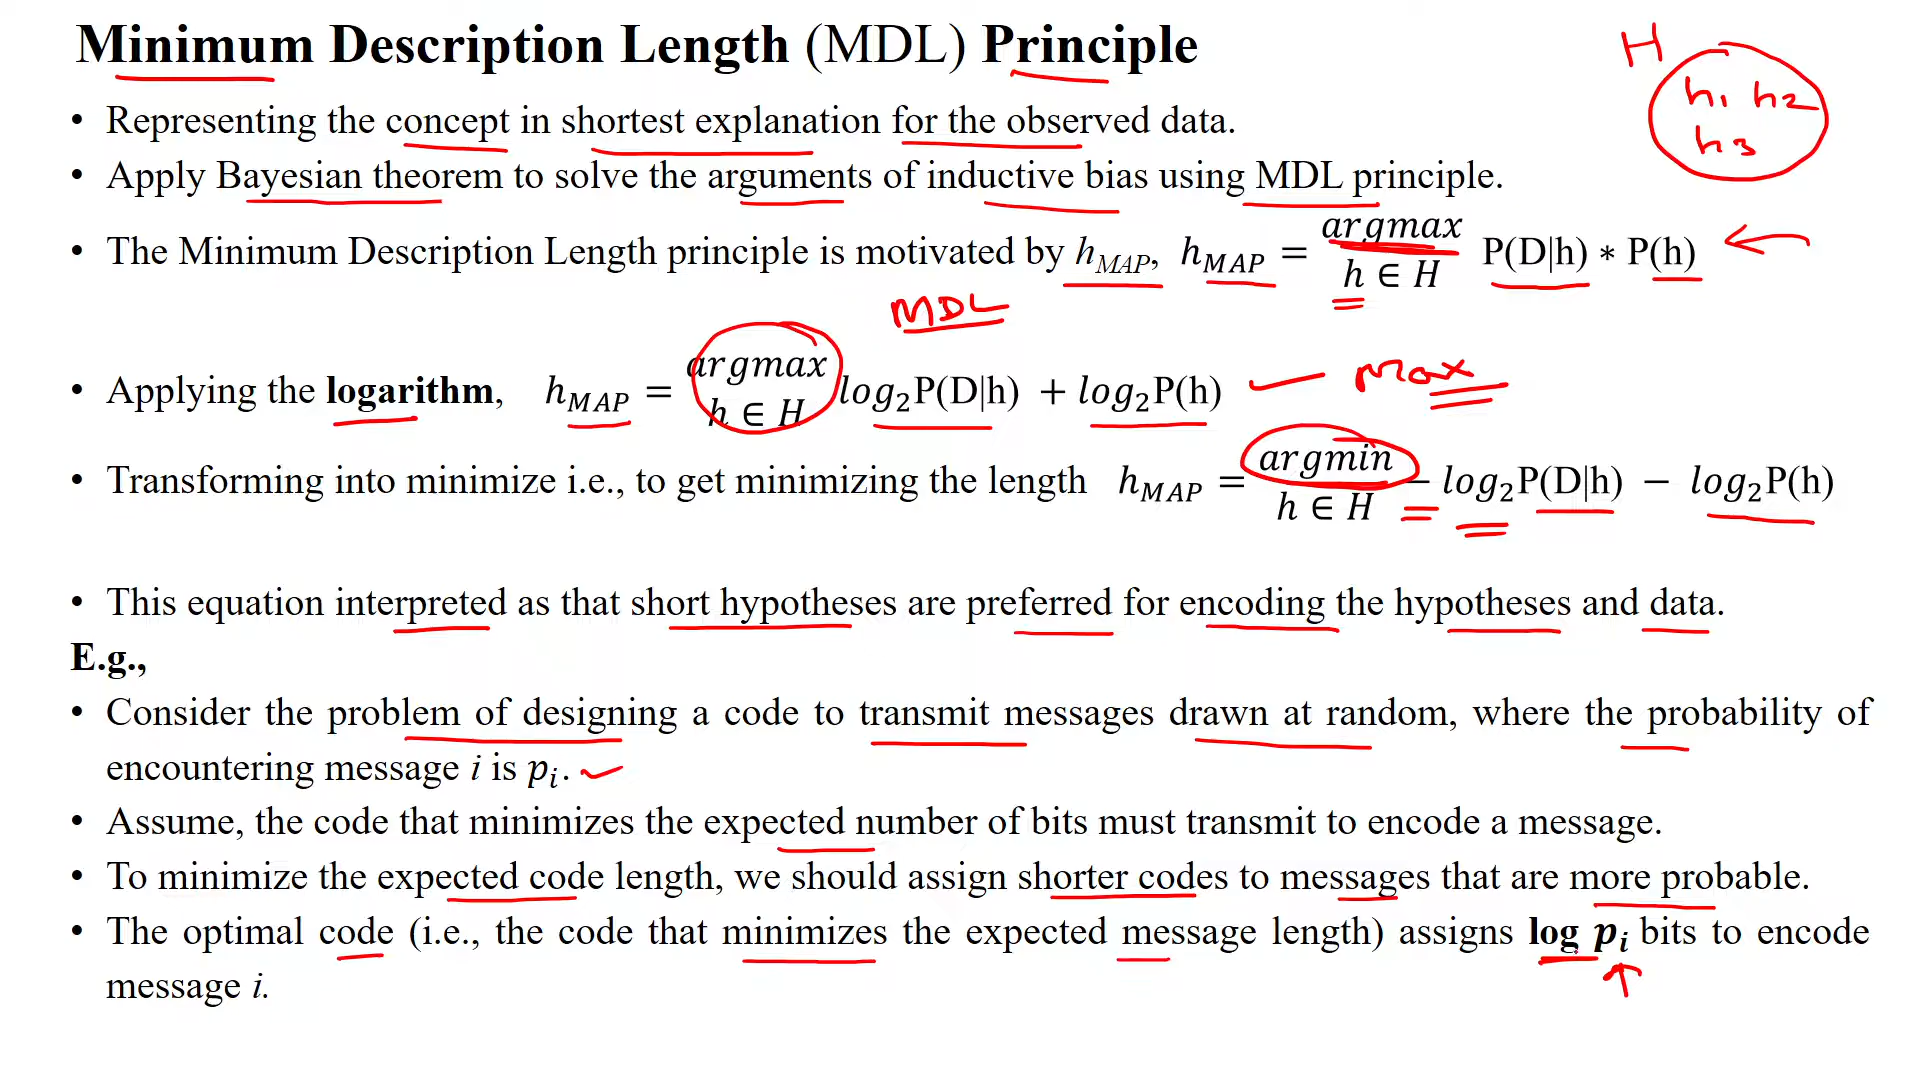 Minimum Description Length (MDL) Principle
H
h1 h2
h3
• Representing the concept in shortest explanation for the observed data.
• Apply Bayesian theorem to solve the arguments of inductive bias using MDL principle.
• The Minimum Description Length principle is motivated by h_MAP, h_MAP = argmax h ∈ H P(D|h) * P(h)
MDL
• Applying the logarithm, h_MAP = argmax h ∈ H log₂P(D|h) + log₂P(h) Max
• Transforming into minimize i.e., to get minimizing the length h_MAP = argmin h ∈ H − log₂P(D|h) − log₂P(h)
• This equation interpreted as that short hypotheses are preferred for encoding the hypotheses and data.
E.g.,
• Consider the problem of designing a code to transmit messages drawn at random, where the probability of
encountering message i is pᵢ.
• Assume, the code that minimizes the expected number of bits must transmit to encode a message.
• To minimize the expected code length, we should assign shorter codes to messages that are more probable.
• The optimal code (i.e., the code that minimizes the expected message length) assigns log pᵢ bits to encode
message i.